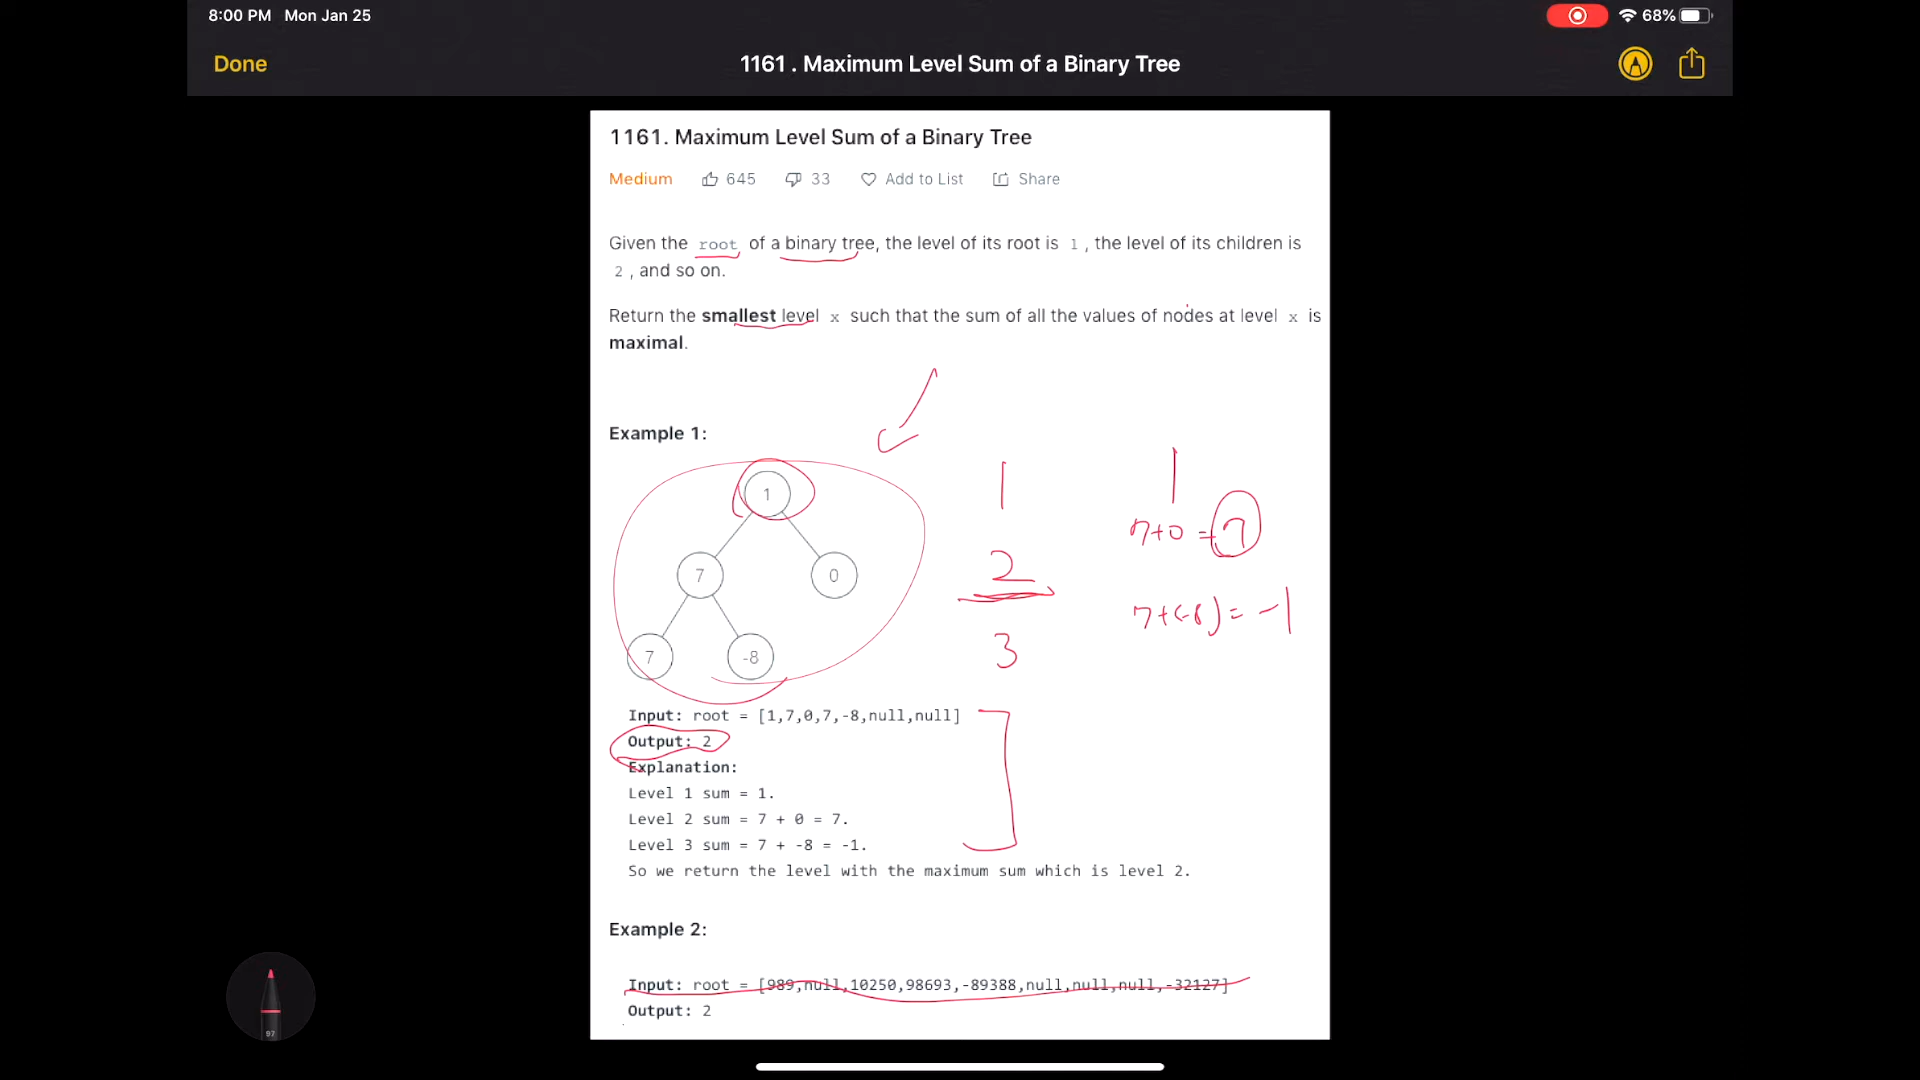 8:00 PM Mon Jan 25
68%
Done
1161 . Maximum Level Sum of a Binary Tree
1161. Maximum Level Sum of a Binary Tree
Medium 645 33 Add to List Share
Given the root of a binary tree, the level of its root is 1 , the level of its children is
2 , and so on.
Return the smallest level x such that the sum of all the values of nodes at level x is
maximal.
Example 1:
1
7 0
7 -8
1 1
2 7+0 = 7
3 7+(-8) = -1
Input: root = [1,7,0,7,-8,null,null]
Output: 2
Explanation:
Level 1 sum = 1.
Level 2 sum = 7 + 0 = 7.
Level 3 sum = 7 + -8 = -1.
So we return the level with the maximum sum which is level 2.
Example 2:
Input: root = [989,null,10250,98693,-89388,null,null,null,-32127]
Output: 2
97